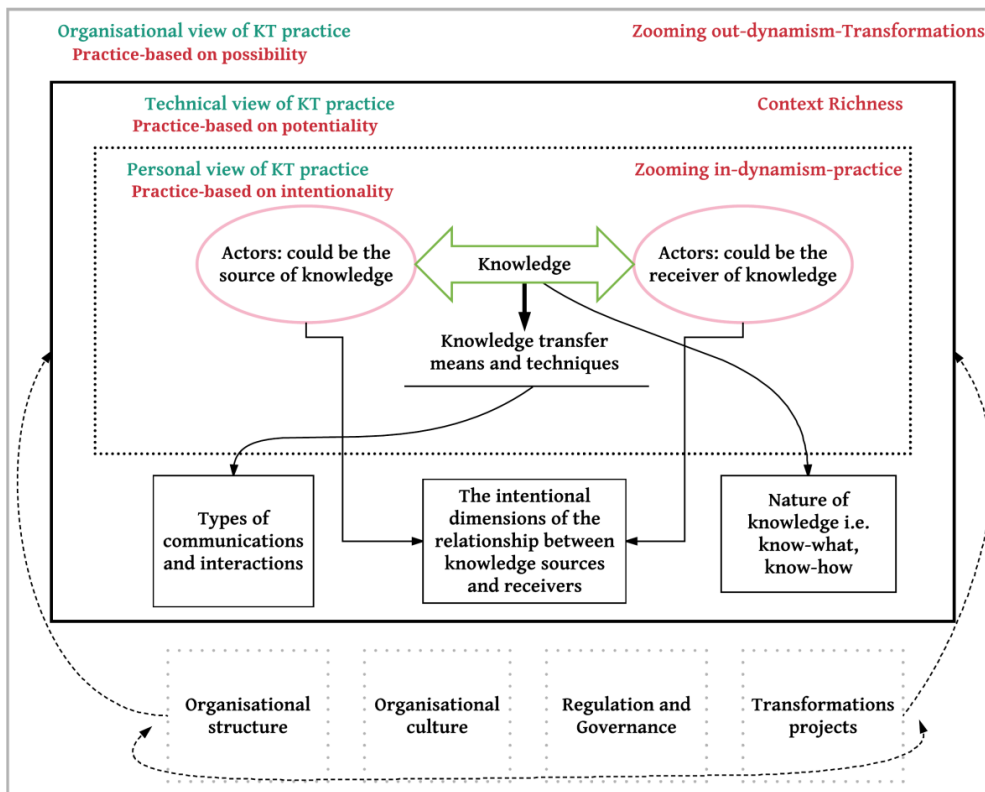 Organisational view of KT practice
Practice-based on possibility
Zooming out-dynamism-Transformations
Technical view of KT practice
Practice-based on potentiality
Context Richness
Personal view of KT practice
Practice-based on intentionality
Zooming in-dynamism-practice
Actors: could be the
source of knowledge
Knowledge
Actors: could be the
receiver of knowledge
Knowledge transfer
means and techniques
Types of
communications
and interactions
The intentional
dimensions of the
relationship between
knowledge sources
and receivers
Nature of
knowledge i.e.
know-what,
know-how
Organisational
structure
Organisational
culture
Regulation and
Governance
Transformations
projects